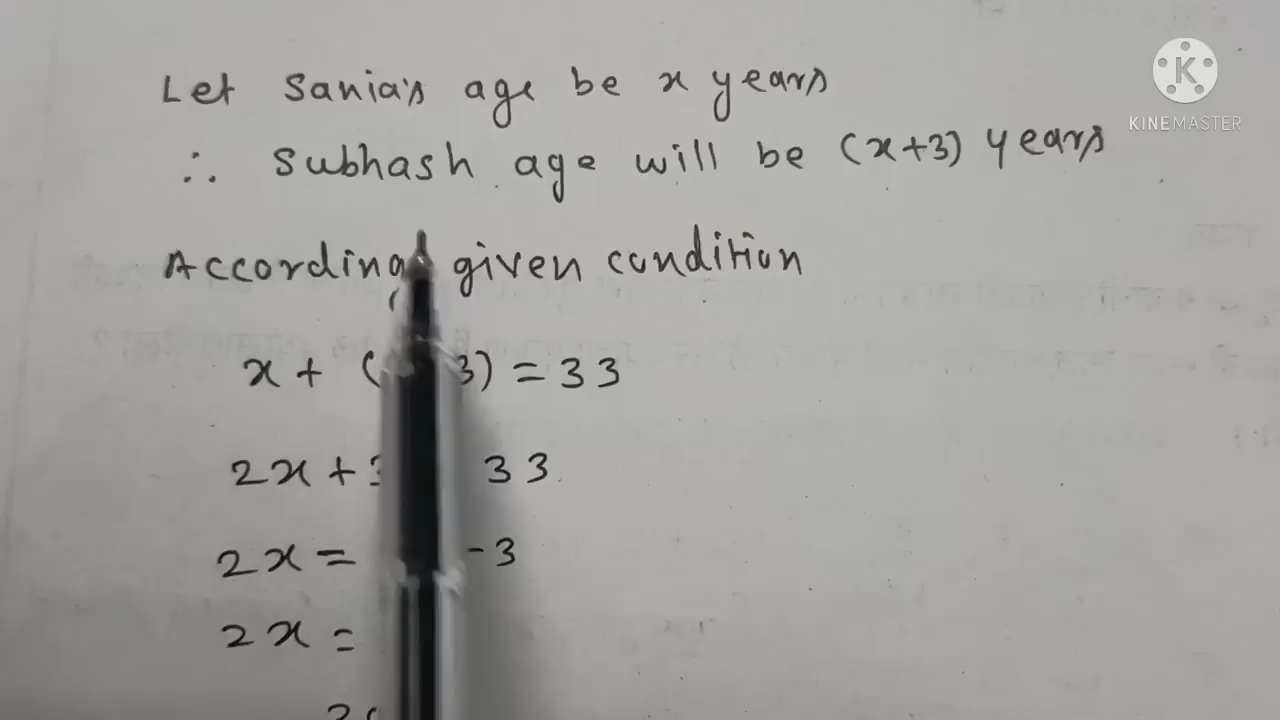 Let Sania's age be x years
∴ Subhash age will be (x+3) years
According given condition
x + ( 3) = 33
2x + 33
2x = -3
2x =
K
KINEMASTER